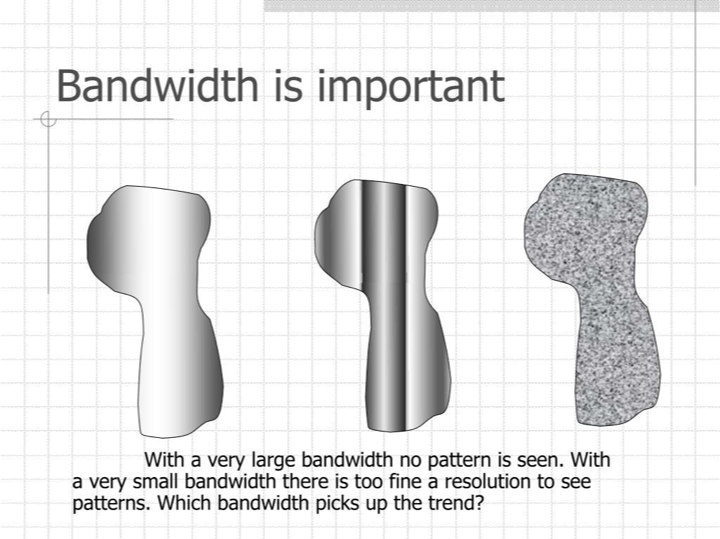 Bandwidth is important
With a very large bandwidth no pattern is seen. With
a very small bandwidth there is too fine a resolution to see
patterns. Which bandwidth picks up the trend?